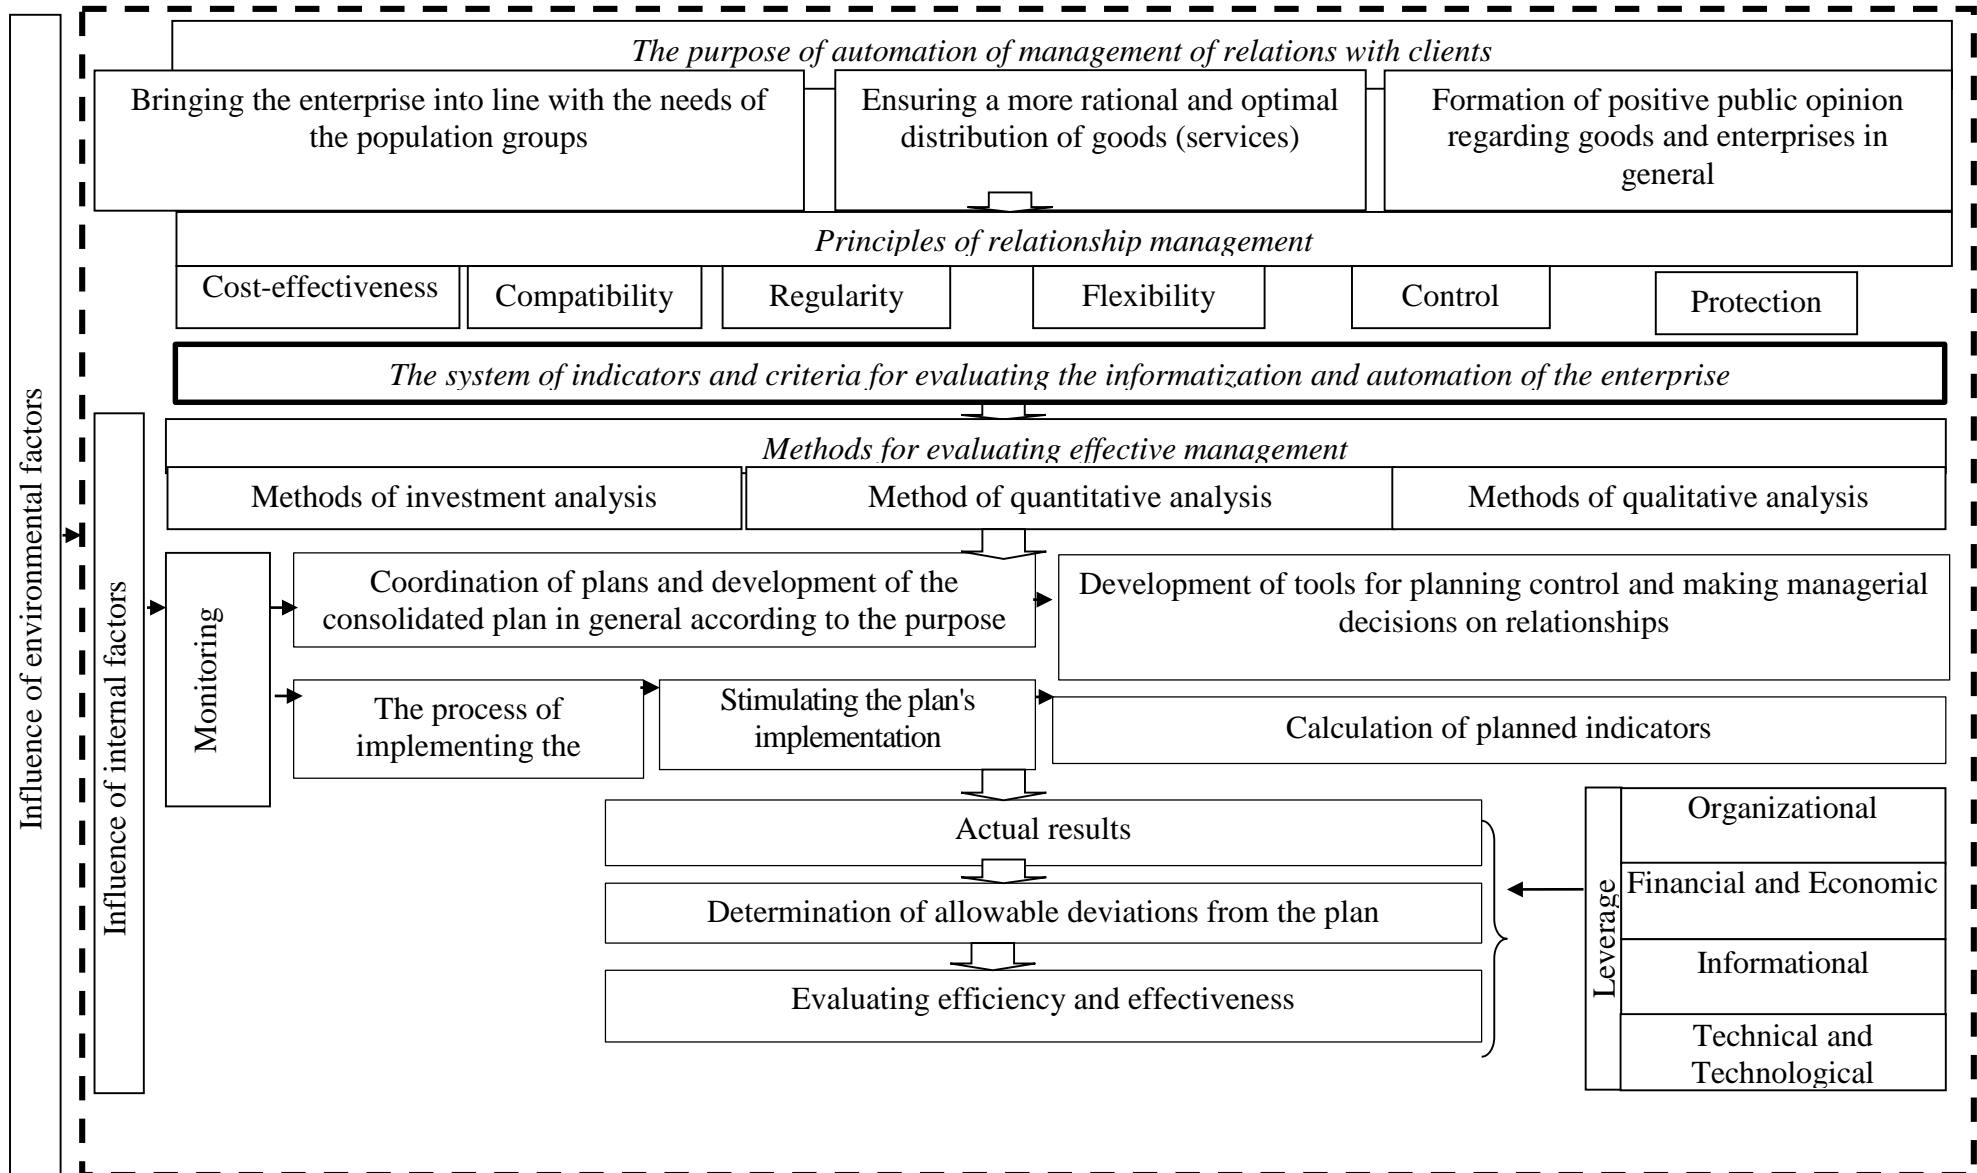 The purpose of automation of management of relations with clients
Bringing the enterprise into line with the needs of
the population groups
Ensuring a more rational and optimal
distribution of goods (services)
Formation of positive public opinion
regarding goods and enterprises in
general
Principles of relationship management
Cost-effectiveness
Compatibility
Regularity
Flexibility
Control
Protection
The system of indicators and criteria for evaluating the informatization and automation of the enterprise
Influence of environmental factors
Influence of internal factors
Methods for evaluating effective management
Methods of investment analysis
Method of quantitative analysis
Methods of qualitative analysis
Monitoring
Coordination of plans and development of the
consolidated plan in general according to the purpose
Development of tools for planning control and making managerial
decisions on relationships
The process of
implementing the
Stimulating the plan's
implementation
Calculation of planned indicators
Actual results
Determination of allowable deviations from the plan
Evaluating efficiency and effectiveness
Leverage
Organizational
Financial and Economic
Informational
Technical and
Technological